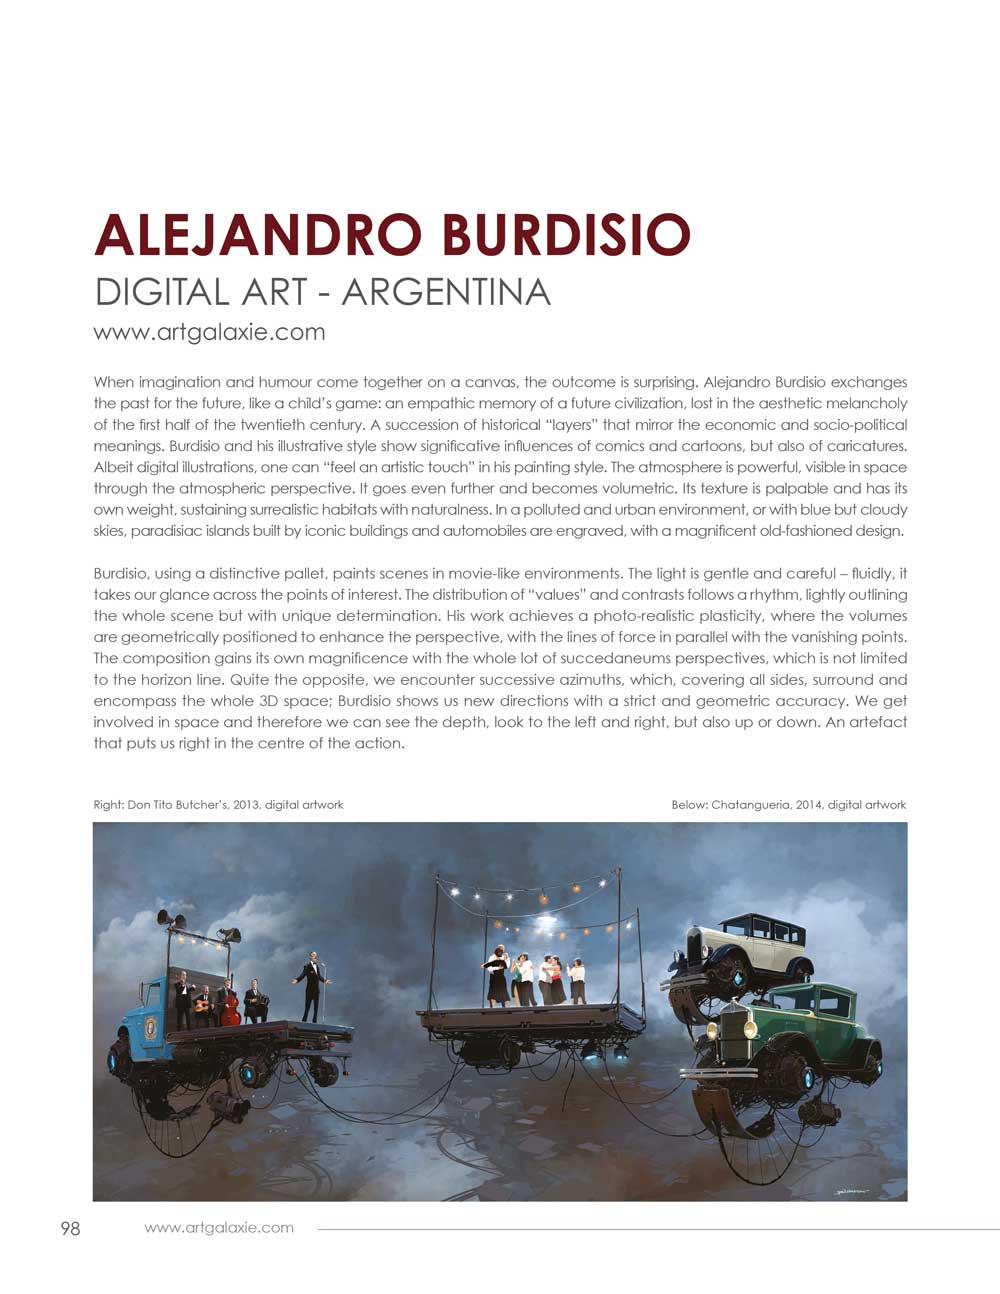 ALEJANDRO BURDISIO
DIGITAL ART - ARGENTINA
www.artgalaxie.com
When imagination and humour come together on a canvas, the outcome is surprising. Alejandro Burdisio exchanges
the past for the future, like a child’s game: an empathic memory of a future civilization, lost in the aesthetic melancholy
of the first half of the twentieth century. A succession of historical “layers” that mirror the economic and socio-political
meanings. Burdisio and his illustrative style show significative influences of comics and cartoons, but also of caricatures.
Albeit digital illustrations, one can “feel an artistic touch” in his painting style. The atmosphere is powerful, visible in space
through the atmospheric perspective. It goes even further and becomes volumetric. Its texture is palpable and has its
own weight, sustaining surrealistic habitats with naturalness. In a polluted and urban environment, or with blue but cloudy
skies, paradisiac islands built by iconic buildings and automobiles are engraved, with a magnificent old-fashioned design.
Burdisio, using a distinctive pallet, paints scenes in movie-like environments. The light is gentle and careful – fluidly, it
takes our glance across the points of interest. The distribution of “values” and contrasts follows a rhythm, lightly outlining
the whole scene but with unique determination. His work achieves a photo-realistic plasticity, where the volumes
are geometrically positioned to enhance the perspective, with the lines of force in parallel with the vanishing points.
The composition gains its own magnificence with the whole lot of succedaneums perspectives, which is not limited
to the horizon line. Quite the opposite, we encounter successive azimuths, which, covering all sides, surround and
encompass the whole 3D space; Burdisio shows us new directions with a strict and geometric accuracy. We get
involved in space and therefore we can see the depth, look to the left and right, but also up or down. An artefact
that puts us right in the centre of the action.
Right: Don Tito Butcher’s, 2013, digital artwork
Below: Chatangueria, 2014, digital artwork
98
www.artgalaxie.com